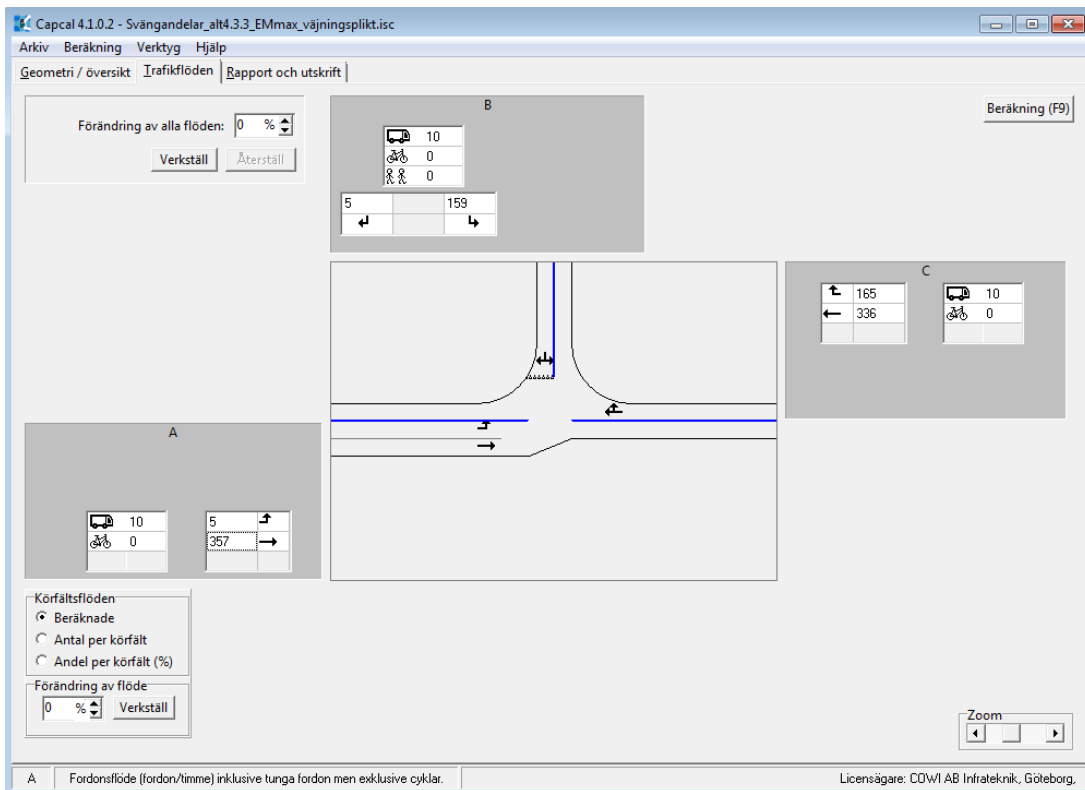 Capcal 4.1.0.2 - Svängandelar_alt4.3.3_EMmax_väjningsplikt.isc
Arkiv Beräkning Verktyg Hjälp
Geometri / översikt Trafikflöden Rapport och utskrift
Förändring av alla flöden: 0 %
Verkställ Återställ
Beräkning (F9)
B
10
0
0
5 159
C
165 10
336 0
A
10 5
0 357
Körfältsflöden
Beräknade
Antal per körfält
Andel per körfält (%)
Förändring av flöde
0 % Verkställ
Zoom
A Fordonsflöde (fordon/timme) inklusive tunga fordon men exklusive cyklar. Licensägare: COWI AB Infrateknik, Göteborg,